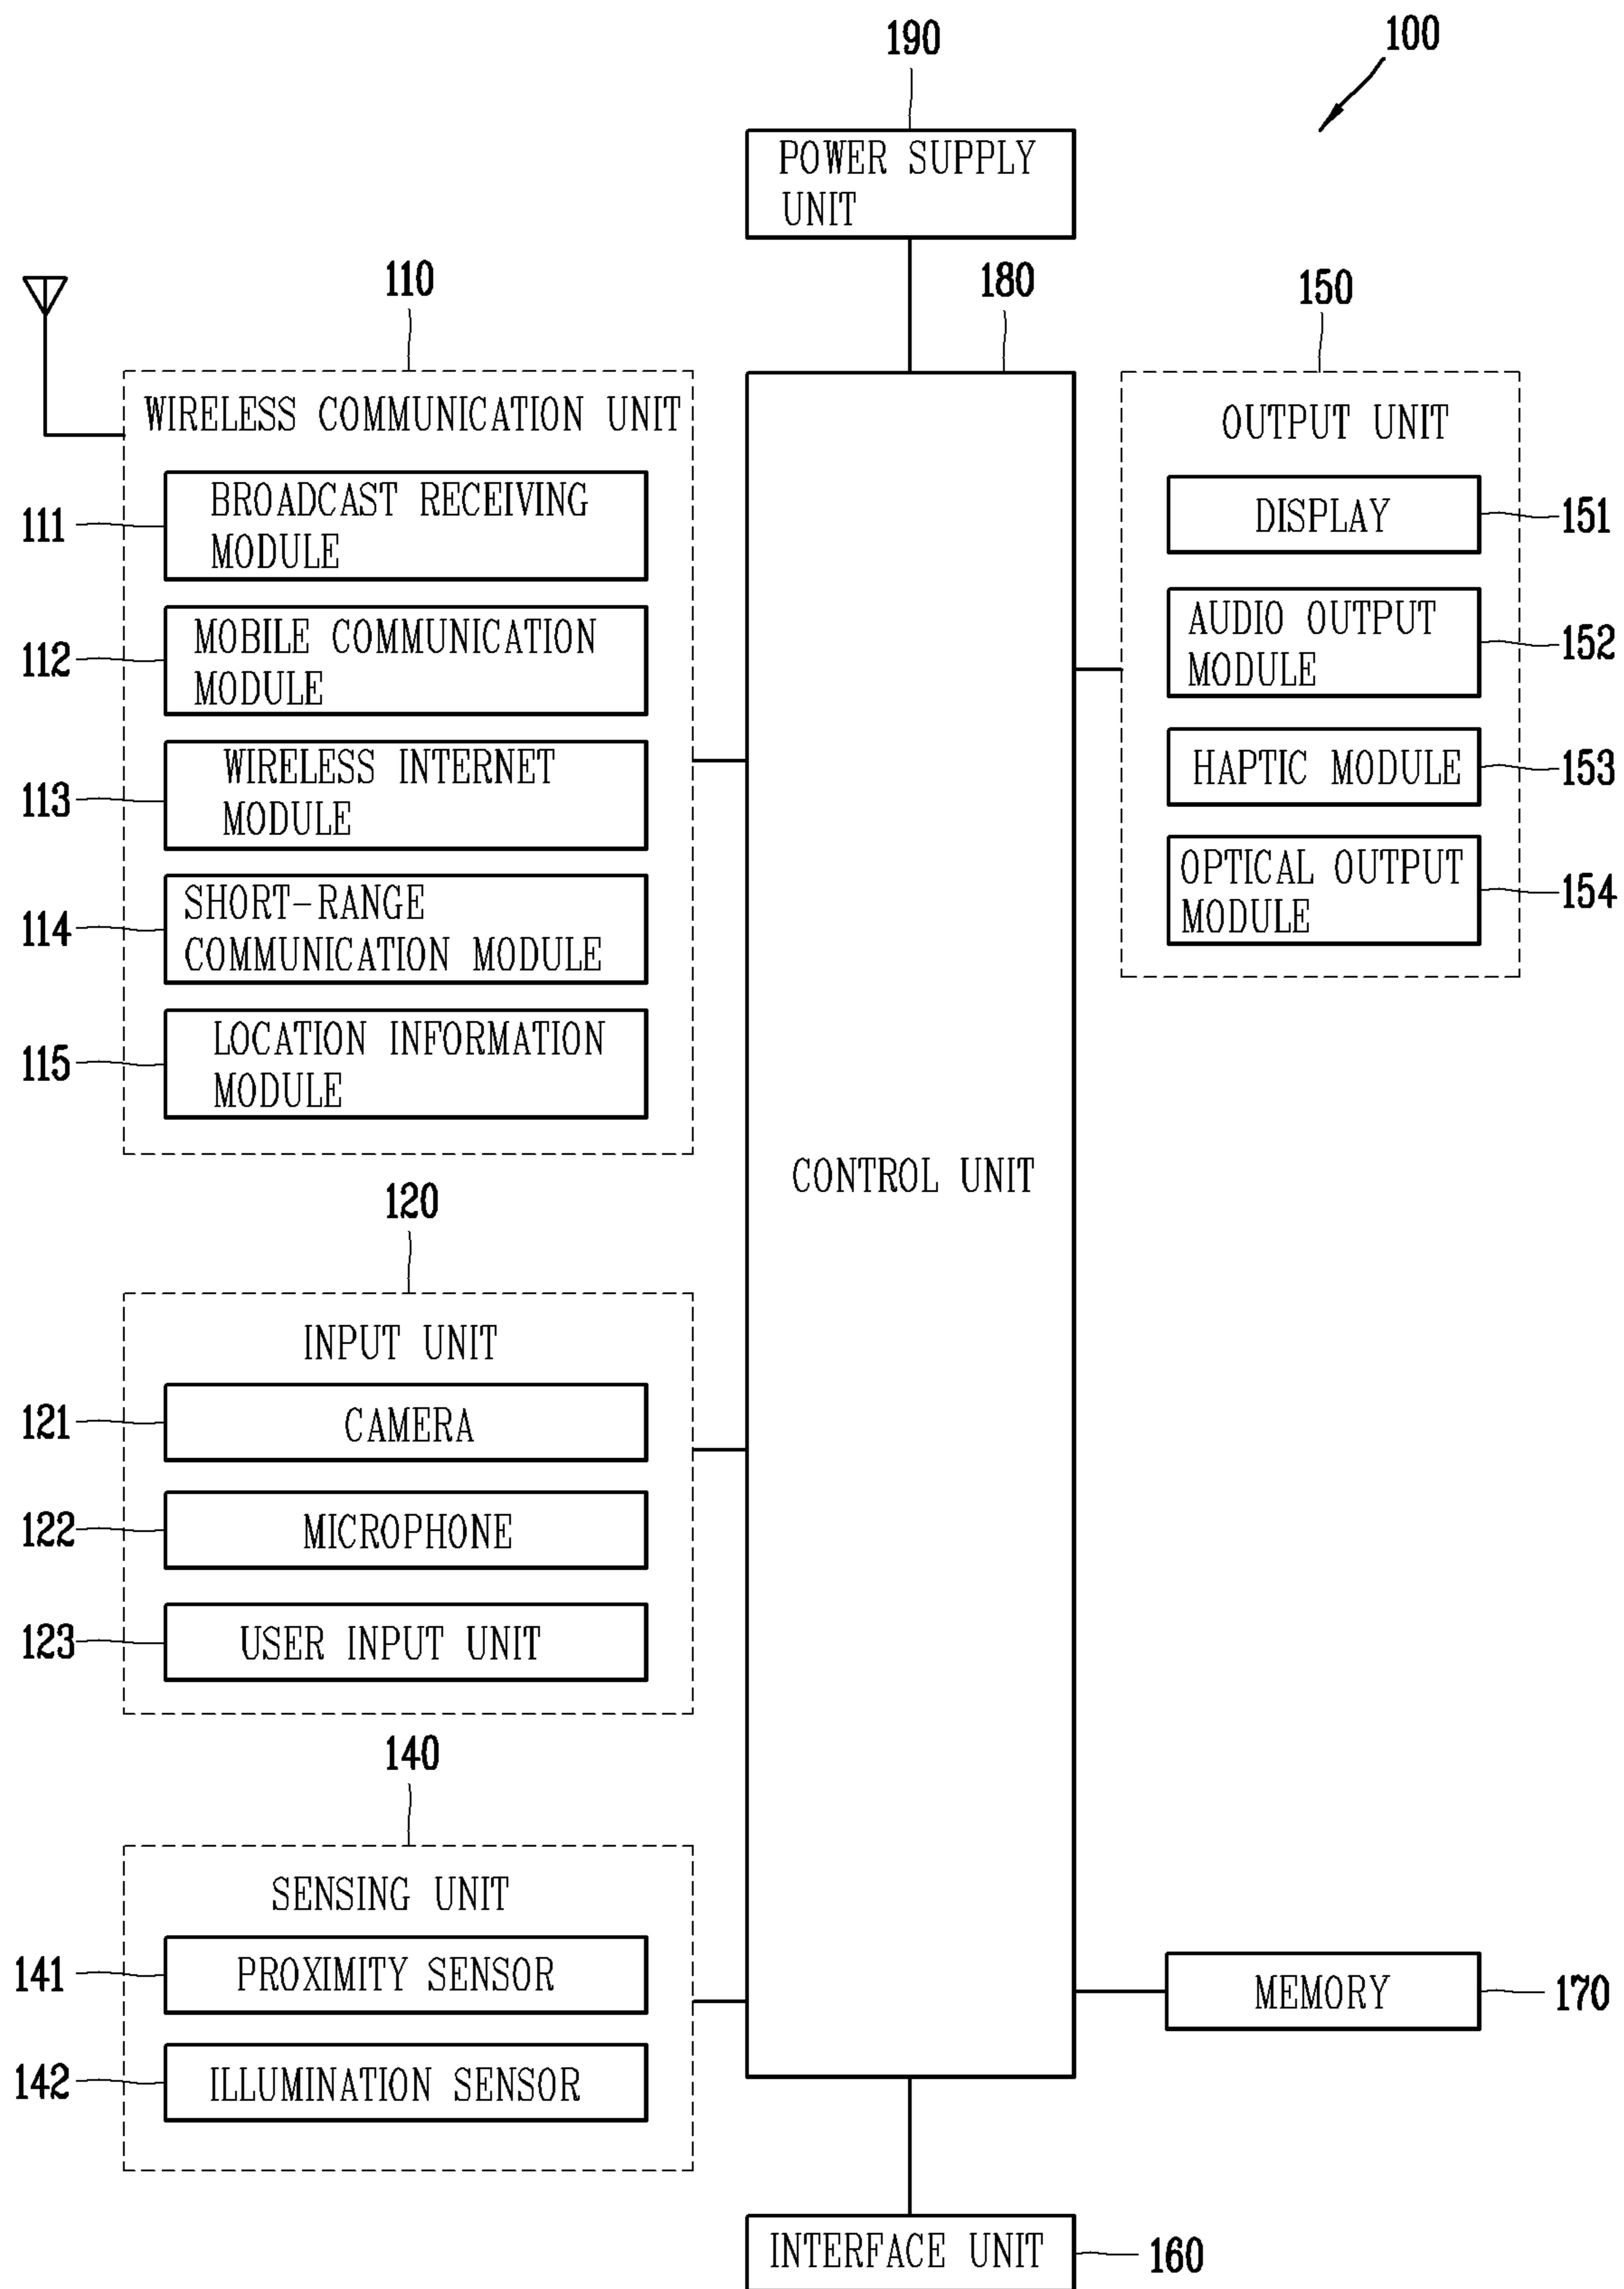 190
100
POWER SUPPLY
UNIT
110
180
150
WIRELESS COMMUNICATION UNIT
111
BROADCAST RECEIVING
MODULE
112
MOBILE COMMUNICATION
MODULE
113
WIRELESS INTERNET
MODULE
114
SHORT-RANGE
COMMUNICATION MODULE
115
LOCATION INFORMATION
MODULE
OUTPUT UNIT
DISPLAY
151
AUDIO OUTPUT
MODULE
152
HAPTIC MODULE
153
OPTICAL OUTPUT
MODULE
154
CONTROL UNIT
120
INPUT UNIT
121
CAMERA
122
MICROPHONE
123
USER INPUT UNIT
140
SENSING UNIT
141
PROXIMITY SENSOR
142
ILLUMINATION SENSOR
MEMORY
170
INTERFACE UNIT
160